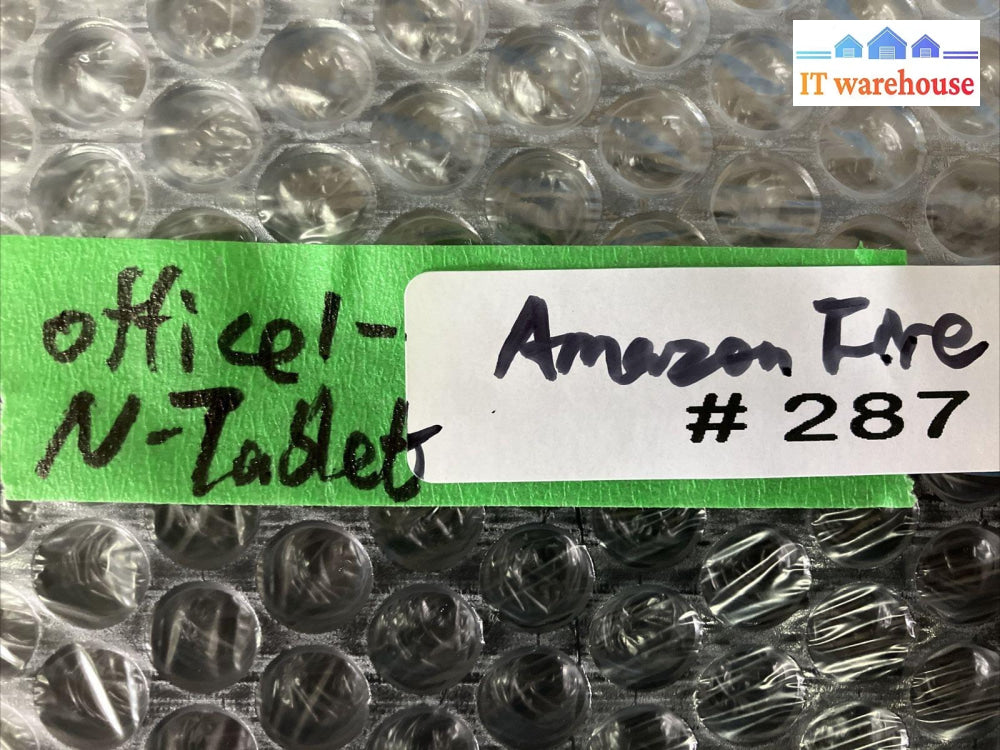 IT warehouse
office1-
N-Tablet
Amazon Fire
# 287